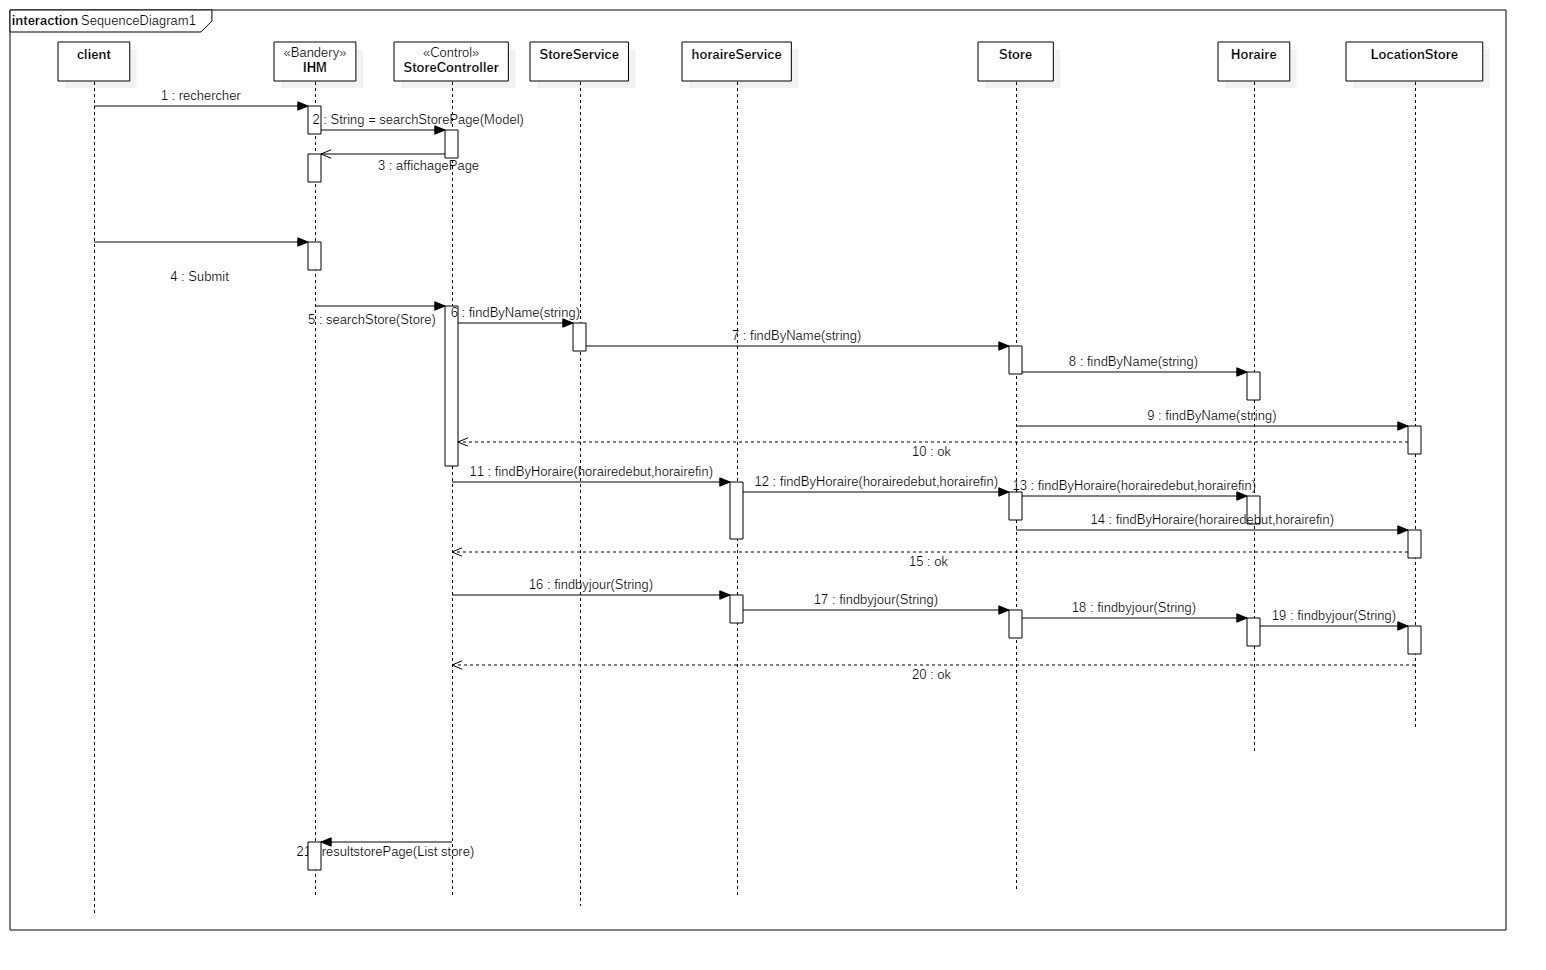 interaction SequenceDiagram1
client
«Bandery»
IHM
«Control»
StoreController
StoreService
horaireService
Store
Horaire
LocationStore
1 : rechercher
2 : String = searchStorePage(Model)
3 : affichagePage
4 : Submit
5 : searchStore(Store)
6 : findByName(string)
7 : findByName(string)
8 : findByName(string)
9 : findByName(string)
10 : ok
11 : findByHoraire(horairedebut,horairefin)
12 : findByHoraire(horairedebut,horairefin)
13 : findByHoraire(horairedebut,horairefin)
14 : findByHoraire(horairedebut,horairefin)
15 : ok
16 : findbyjour(String)
17 : findbyjour(String)
18 : findbyjour(String)
19 : findbyjour(String)
20 : ok
21 : resultstorePage(List store)